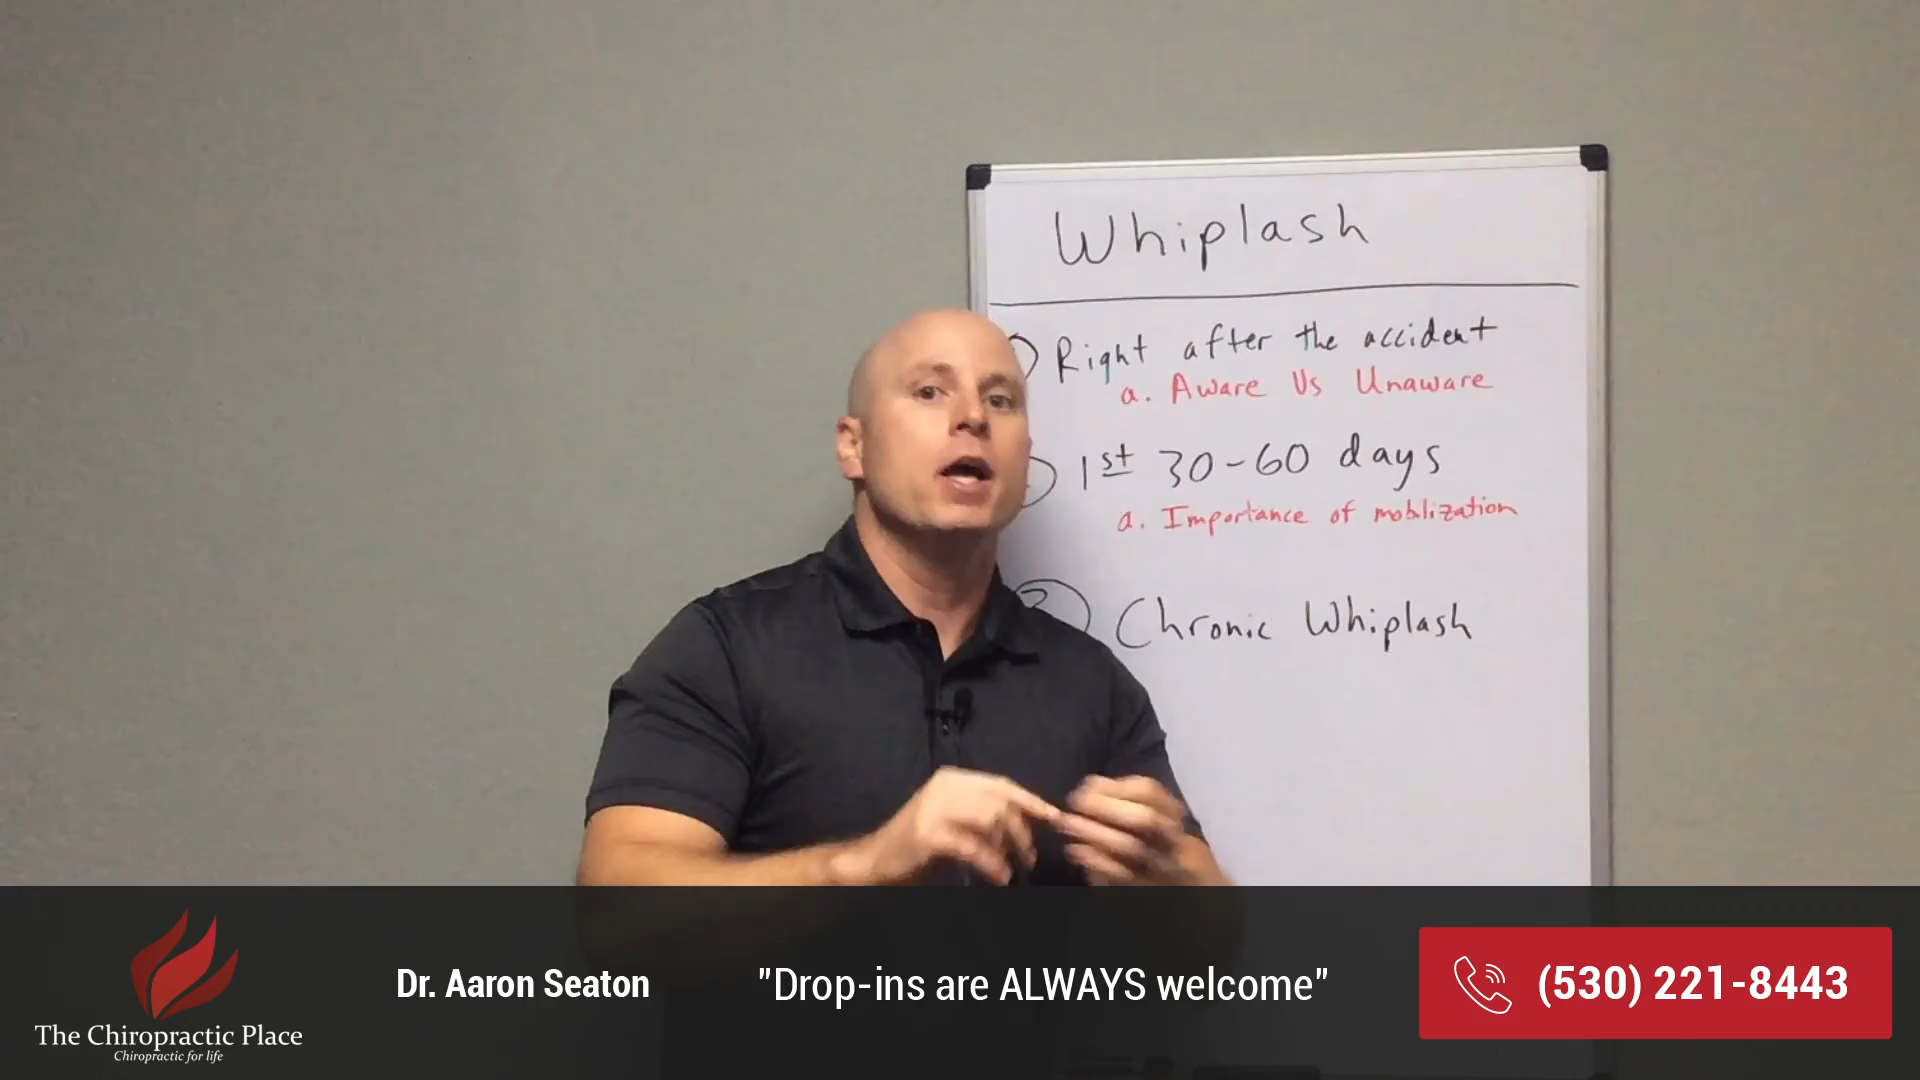 Whiplash
Right after the accident
a. Aware Vs Unaware
1st 30-60 days
a. Importance of moblization
3 Chronic Whiplash
The Chiropractic Place
Chiropractic for life
Dr. Aaron Seaton
"Drop-ins are ALWAYS welcome"
(530) 221-8443